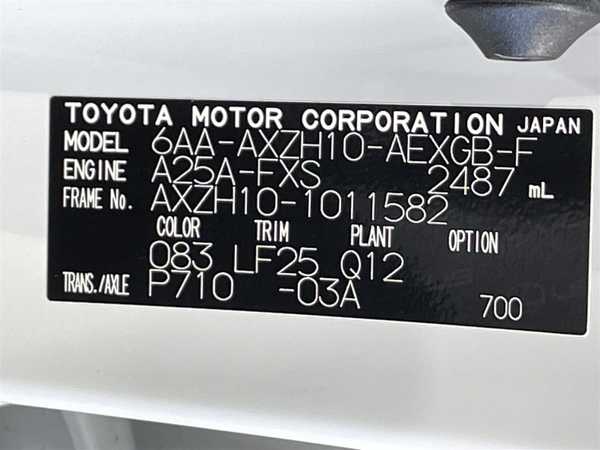 TOYOTA MOTOR CORPORATION JAPAN
MODEL 6AA-AXZH10-AEXGB-F
ENGINE A25A-FXS 2487 mL
FRAME No. AXZH10-1011582
COLOR TRIM PLANT OPTION
083 LF25 Q12
TRANS./AXLE P710 -03A 700